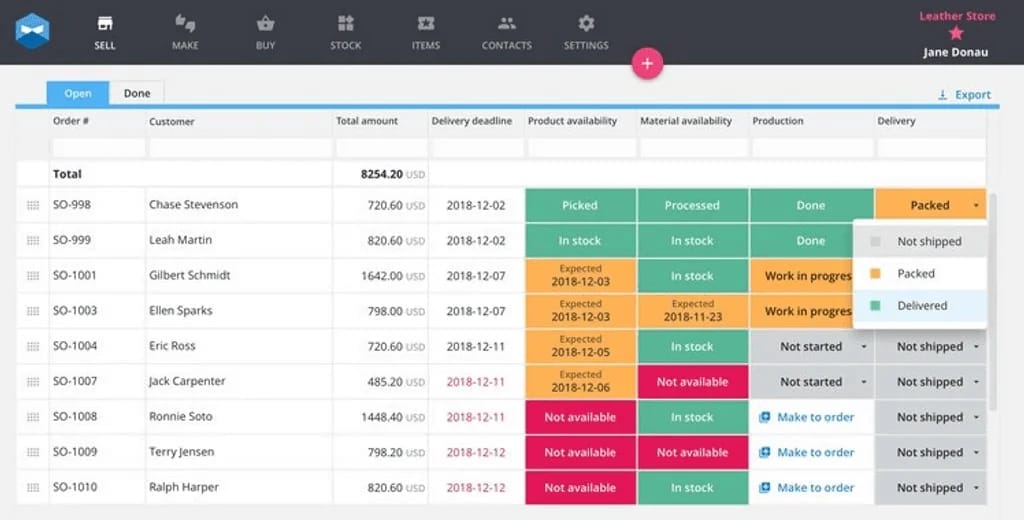 Leather Store
SELL MAKE BUY STOCK ITEMS CONTACTS SETTINGS
Jane Donau
+
Open Done
Export
Order # Customer Total amount Delivery deadline Product availability Material availability Production Delivery
Total 8254.20 USD
SO-998 Chase Stevenson 720.60 USD 2018-12-02 Picked Processed Done Packed
SO-999 Leah Martin 820.60 USD 2018-12-02 In stock In stock Done
Not shipped
Packed
Delivered
SO-1001 Gilbert Schmidt 1642.00 USD 2018-12-07 Expected 2018-12-03 In stock Work in progres
SO-1003 Ellen Sparks 798.00 USD 2018-12-07 Expected 2018-12-03 Expected 2018-11-23 Work in progres
SO-1004 Eric Ross 720.60 USD 2018-12-11 Expected 2018-12-05 In stock Not started Not shipped
SO-1007 Jack Carpenter 485.20 USD 2018-12-11 Expected 2018-12-06 Not available Not started Not shipped
SO-1008 Ronnie Soto 1448.40 USD 2018-12-11 Not available In stock Make to order Not shipped
SO-1009 Terry Jensen 798.20 USD 2018-12-12 Not available Not available Make to order Not shipped
SO-1010 Ralph Harper 820.60 USD 2018-12-12 Not available In stock Make to order Not shipped